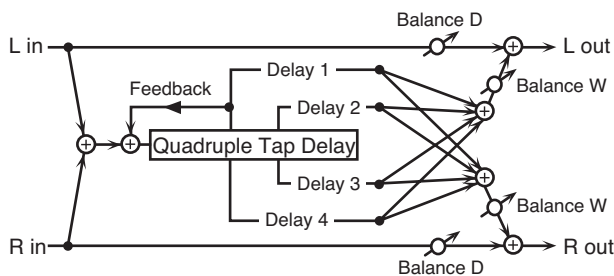 Balance D
L in
L out
Delay 1
Feedback
Balance W
Delay 2
Quadruple Tap Delay
Delay 3
Balance W
Delay 4
R in
R out
Balance D